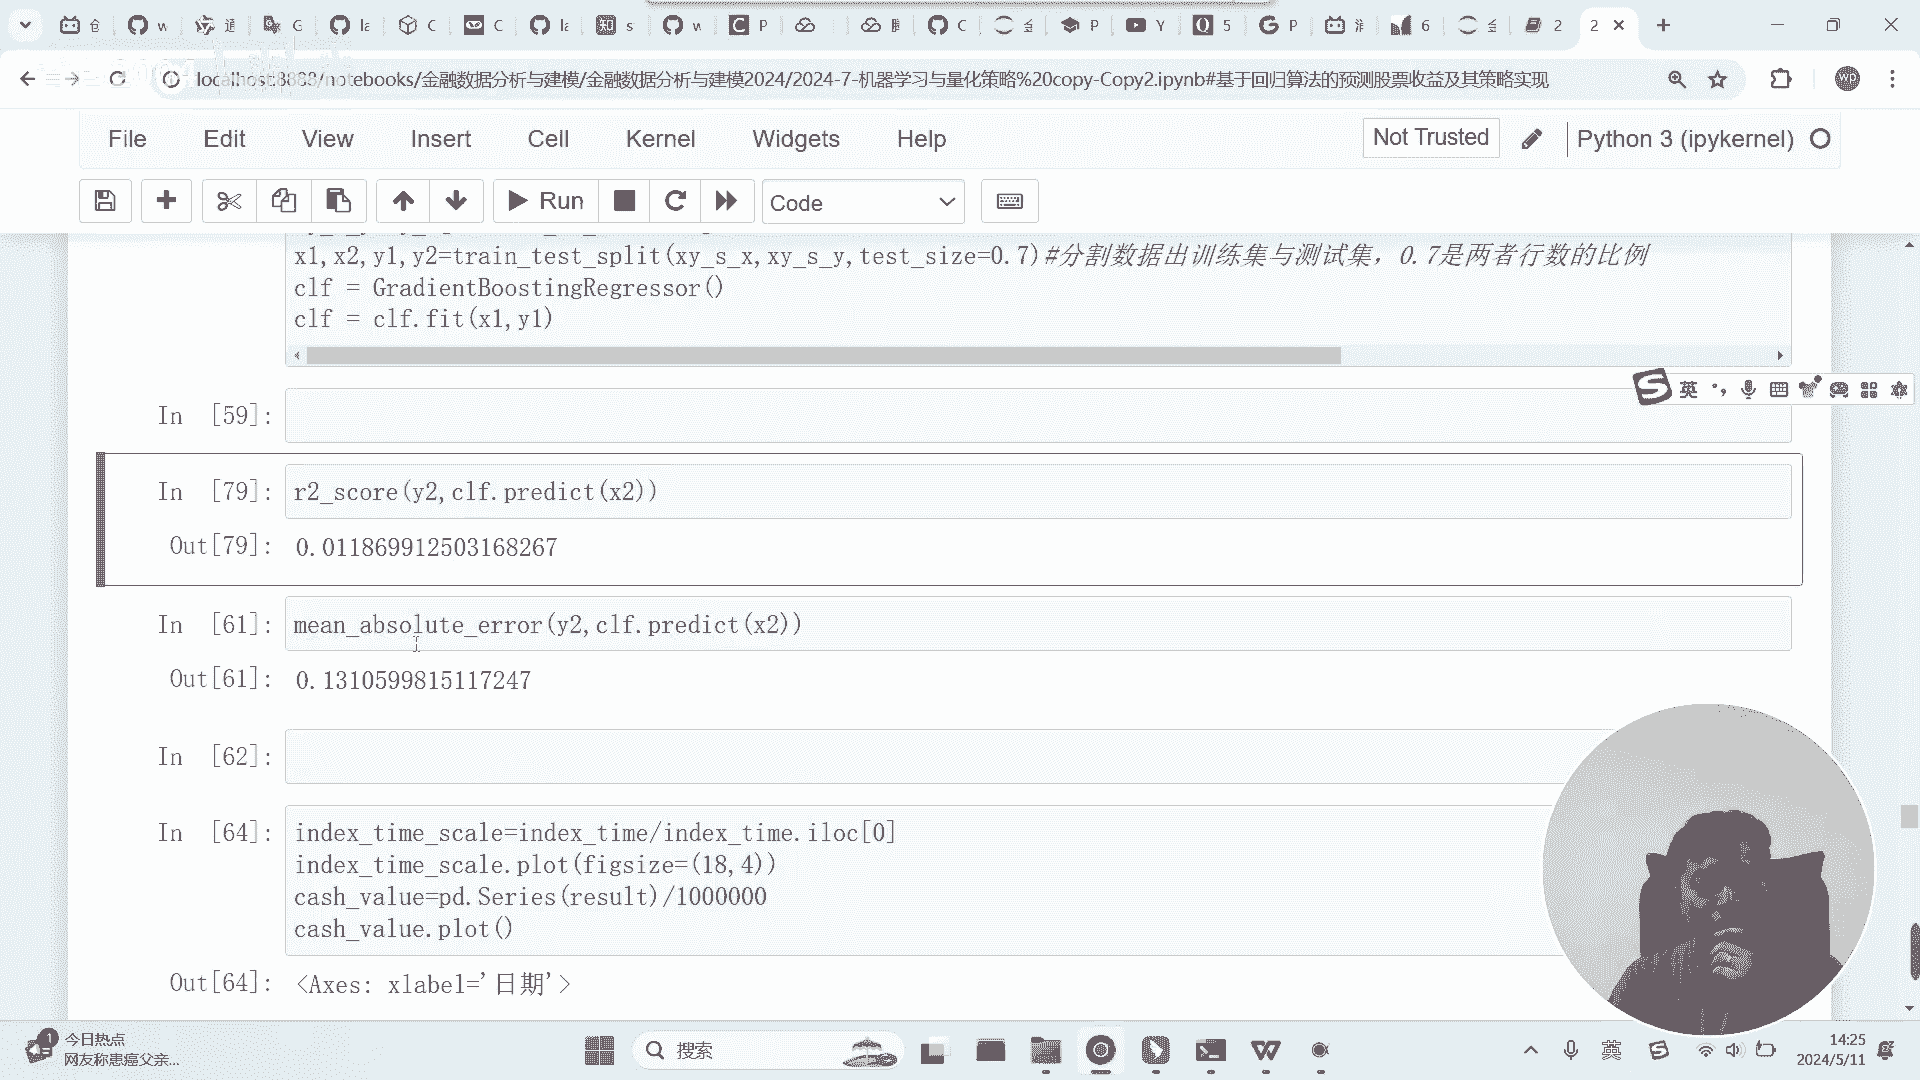 localhost:8888/notebooks/金融数据分析与建模/金融数据分析与建模2024/2024-7-机器学习与量化策略%20copy-Copy2.ipynb#基于回归算法的预测股票收益及其策略实现
File Edit View Insert Cell Kernel Widgets Help
Not Trusted
Python 3 (ipykernel)
Run
Code
x1,x2,y1,y2=train_test_split(xy_s_x,xy_s_y,test_size=0.7)#分割数据出训练集与测试集，0.7是两者行数的比例
clf = GradientBoostingRegressor()
clf = clf.fit(x1,y1)
In [59]:
In [79]: r2_score(y2,clf.predict(x2))
Out[79]: 0.011869912503168267
In [61]: mean_absolute_error(y2,clf.predict(x2))
Out[61]: 0.1310599815117247
In [62]:
In [64]: index_time_scale=index_time/index_time.iloc[0]
index_time_scale.plot(figsize=(18,4))
cash_value=pd.Series(result)/1000000
cash_value.plot()
Out[64]: <Axes: xlabel='日期'>
英
今日热点
网友称患癌父亲...
搜索
英
14:25
2024/5/11